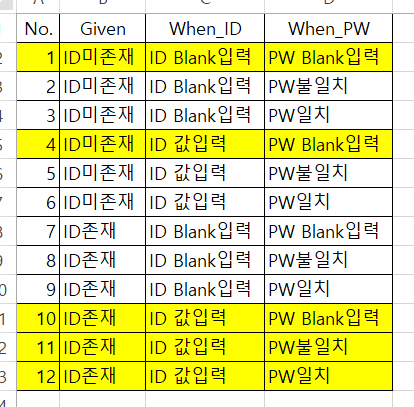 No. Given When_ID When_PW
1 ID미존재 ID Blank입력 PW Blank입력
2 ID미존재 ID Blank입력 PW불일치
3 ID미존재 ID Blank입력 PW일치
4 ID미존재 ID 값입력 PW Blank입력
5 ID미존재 ID 값입력 PW불일치
6 ID미존재 ID 값입력 PW일치
7 ID존재 ID Blank입력 PW Blank입력
8 ID존재 ID Blank입력 PW불일치
9 ID존재 ID Blank입력 PW일치
10 ID존재 ID 값입력 PW Blank입력
11 ID존재 ID 값입력 PW불일치
12 ID존재 ID 값입력 PW일치